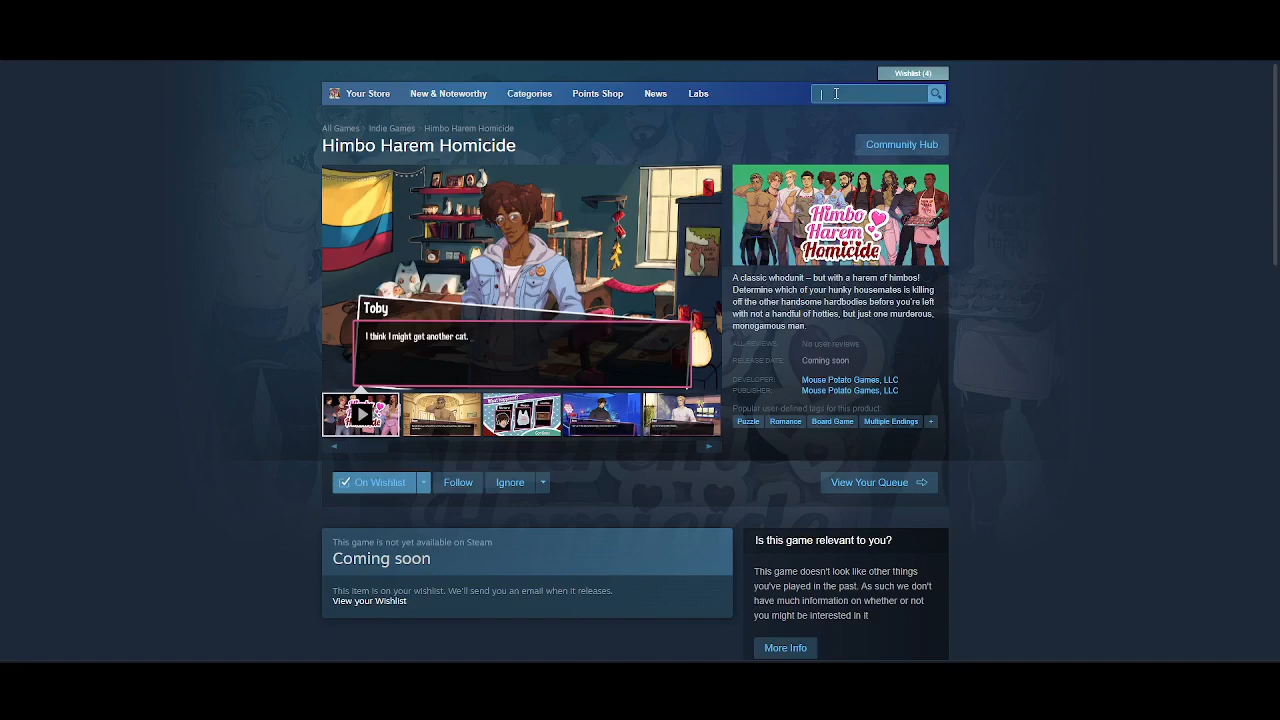 Wishlist (4)
Your Store
New & Noteworthy
Categories
Points Shop
News
Labs
All Games > Indie Games > Himbo Harem Homicide
Himbo Harem Homicide
Community Hub
Toby
I think I might get another cat.
Himbo
Harem
Homicide
A classic whodunit – but with a harem of himbos!
Determine which of your hunky housemates is killing
off the other handsome hardbodies before you're left
with not a handful of hotties, but just one murderous,
monogamous man.
ALL REVIEWS: No user reviews
RELEASE DATE: Coming soon
DEVELOPER: Mouse Potato Games, LLC
PUBLISHER: Mouse Potato Games, LLC
Popular user-defined tags for this product:
Puzzle Romance Board Game Multiple Endings +
On Wishlist
Follow
Ignore
View Your Queue
This game is not yet available on Steam
Coming soon
This item is on your wishlist. We'll send you an email when it releases.
View your Wishlist
Is this game relevant to you?
This game doesn't look like other things
you've played in the past. As such we don't
have much information on whether or not
you might be interested in it
More Info